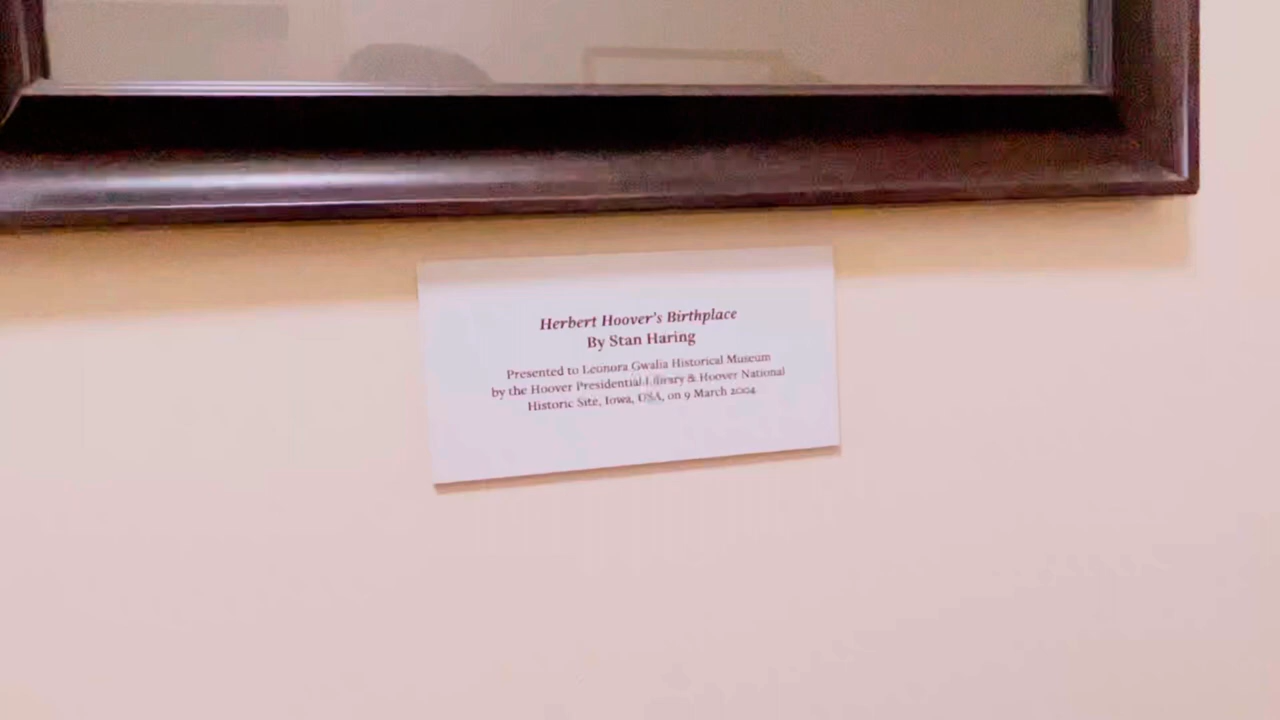 Herbert Hoover's Birthplace
By Stan Haring
Presented to Leonora Gwalia Historical Museum
by the Hoover Presidential Library & Hoover National
Historic Site, Iowa, USA, on 9 March 2004